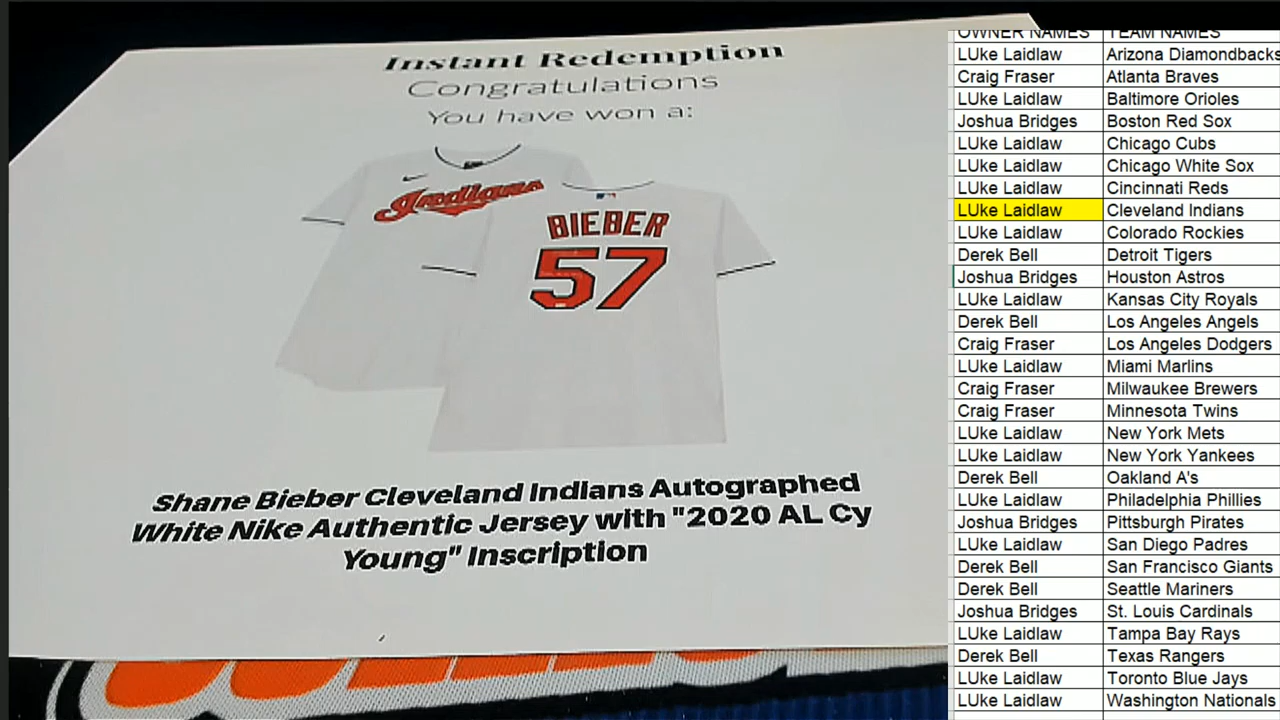 Instant Redemption
Congratulations
You have won a:
Indians
BIEBER
57
Shane Bieber Cleveland Indians Autographed
White Nike Authentic Jersey with "2020 AL Cy
Young" Inscription
OWNER NAMES TEAM NAMES
LUke Laidlaw Arizona Diamondbacks
Craig Fraser Atlanta Braves
LUke Laidlaw Baltimore Orioles
Joshua Bridges Boston Red Sox
LUke Laidlaw Chicago Cubs
LUke Laidlaw Chicago White Sox
LUke Laidlaw Cincinnati Reds
LUke Laidlaw Cleveland Indians
LUke Laidlaw Colorado Rockies
Derek Bell Detroit Tigers
Joshua Bridges Houston Astros
LUke Laidlaw Kansas City Royals
Derek Bell Los Angeles Angels
Craig Fraser Los Angeles Dodgers
LUke Laidlaw Miami Marlins
Craig Fraser Milwaukee Brewers
Craig Fraser Minnesota Twins
LUke Laidlaw New York Mets
LUke Laidlaw New York Yankees
Derek Bell Oakland A's
LUke Laidlaw Philadelphia Phillies
Joshua Bridges Pittsburgh Pirates
LUke Laidlaw San Diego Padres
Derek Bell San Francisco Giants
Derek Bell Seattle Mariners
Joshua Bridges St. Louis Cardinals
LUke Laidlaw Tampa Bay Rays
Derek Bell Texas Rangers
LUke Laidlaw Toronto Blue Jays
LUke Laidlaw Washington Nationals